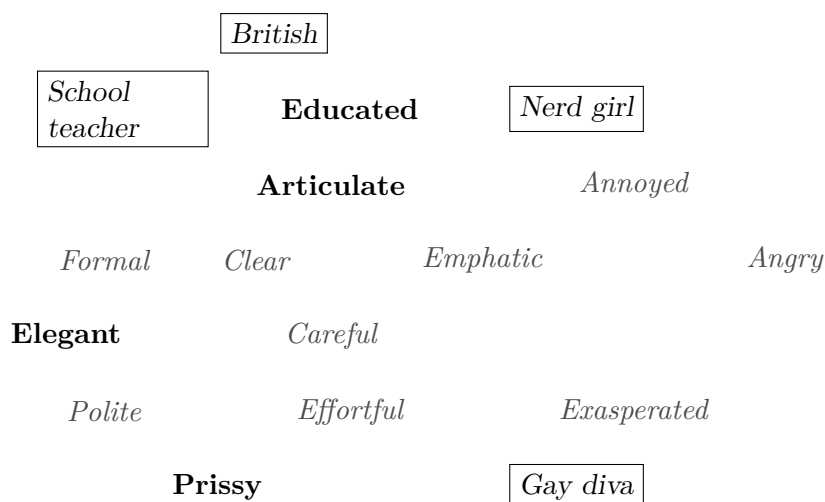 British
School
teacher
Educated
Nerd girl
Articulate
Annoyed
Formal
Clear
Emphatic
Angry
Elegant
Careful
Polite
Effortful
Exasperated
Prissy
Gay diva